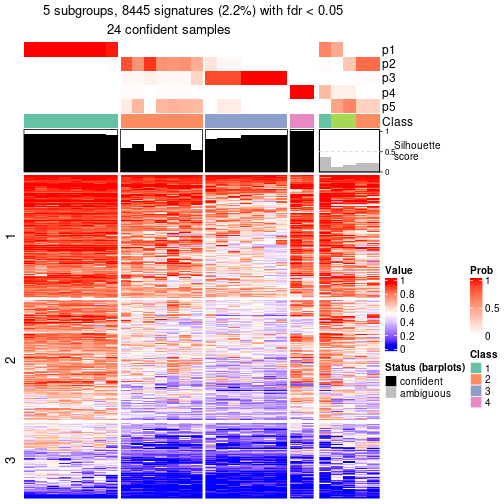 5 subgroups, 8445 signatures (2.2%) with fdr < 0.05
24 confident samples
p1
p2
p3
p4
p5
Class
1
0.5
0
Silhouette
score
1
2
3
Value
1
0.8
0.6
0.4
0.2
0
Status (barplots)
confident
ambiguous
Prob
1
0.5
0
Class
1
2
3
4